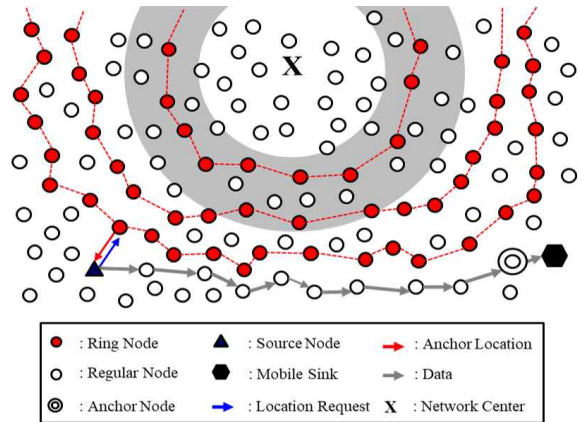 X
: Ring Node : Source Node : Anchor Location
: Regular Node : Mobile Sink : Data
: Anchor Node : Location Request X : Network Center